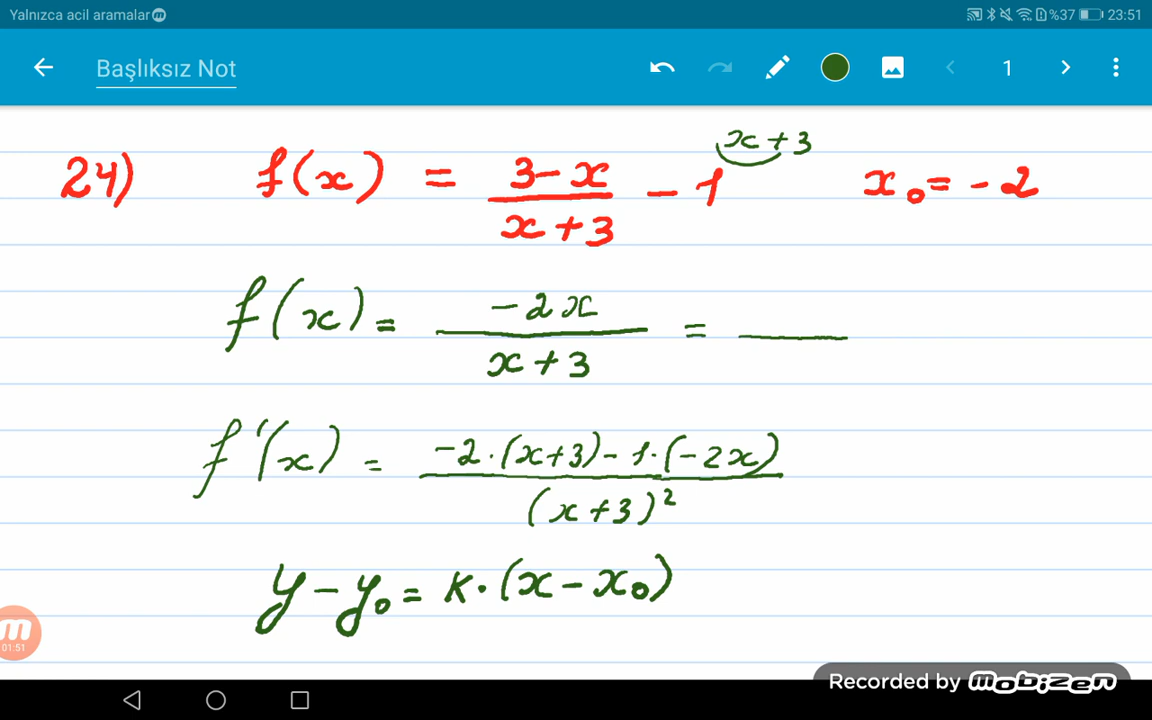 Yalnızca acil aramalar m %37 23:51
Başlıksız Not 1
x+3
24) f(x) = (3-x)/(x+3) - 1 x₀ = -2
f(x) = (-2x)/(x+3) =
f'(x) = (-2·(x+3) - 1·(-2x))/(x+3)²
y - y₀ = k·(x - x₀)
m
01:51
Recorded by mobizen